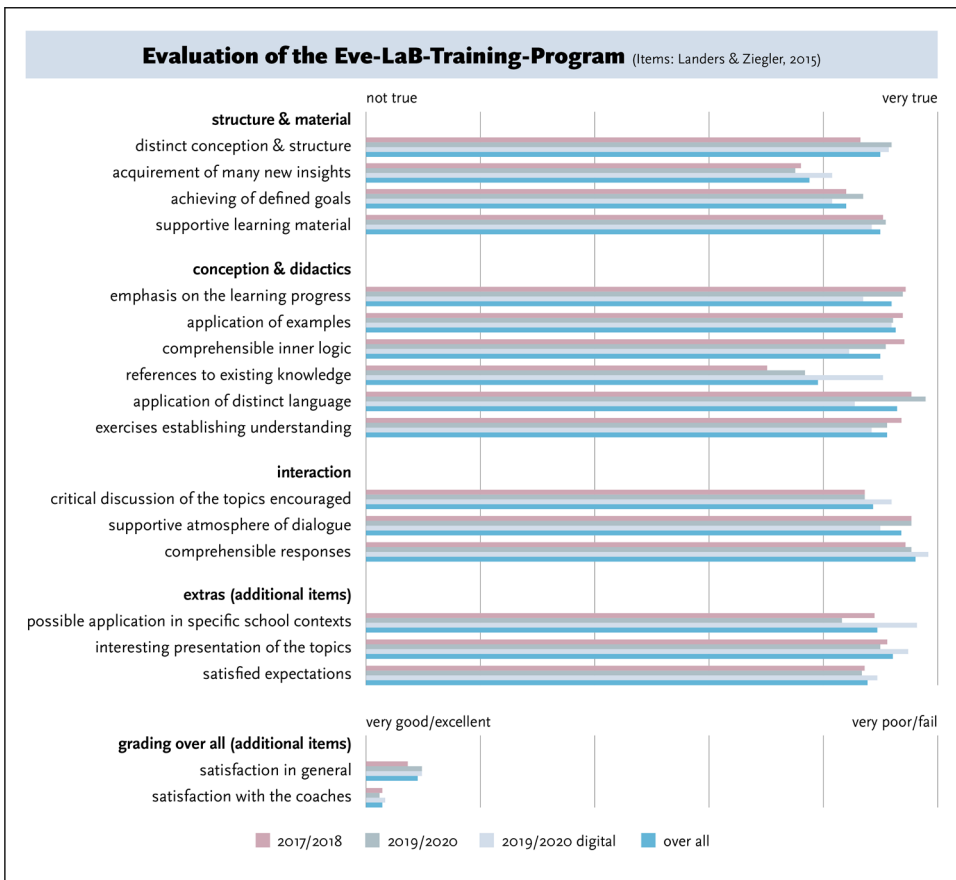 Evaluation of the Eve-LaB-Training-Program (Items: Landers & Ziegler, 2015)
not true very true
structure & material
distinct conception & structure
acquirement of many new insights
achieving of defined goals
supportive learning material
conception & didactics
emphasis on the learning progress
application of examples
comprehensible inner logic
references to existing knowledge
application of distinct language
exercises establishing understanding
interaction
critical discussion of the topics encouraged
supportive atmosphere of dialogue
comprehensible responses
extras (additional items)
possible application in specific school contexts
interesting presentation of the topics
satisfied expectations
very good/excellent very poor/fail
grading over all (additional items)
satisfaction in general
satisfaction with the coaches
2017/2018 2019/2020 2019/2020 digital over all